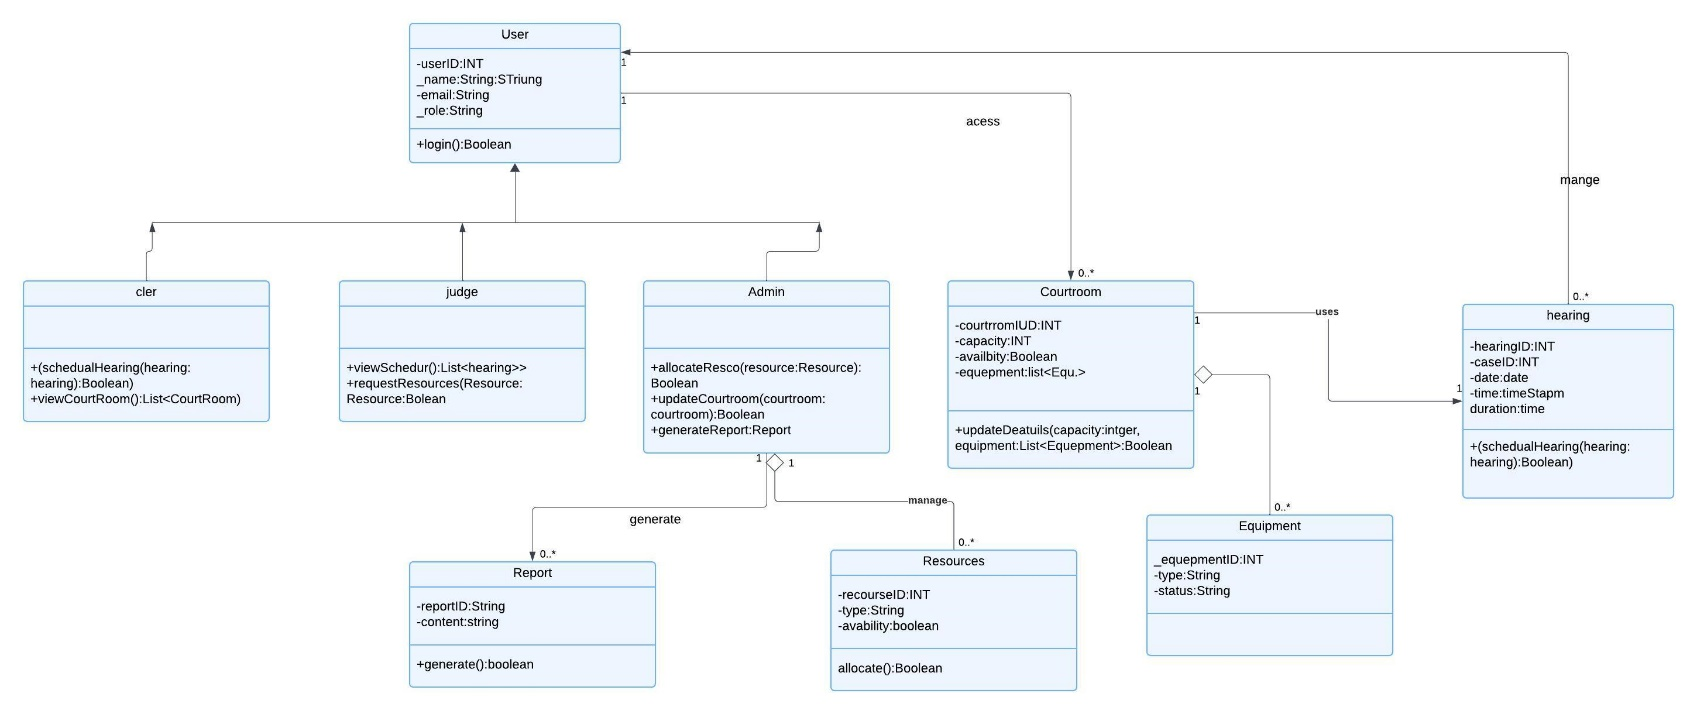 User
-userID:INT
_name:String:STriung
-email:String
_role:String
+login():Boolean
1
1
acess
mange
cler
+(schedualHearing(hearing:
hearing):Boolean)
+viewCourtRoom():List<CourtRoom)
judge
+viewSchedur():List<hearing>>
+requestResources(Resource:
Resource:Bolean
Admin
+allocateResco(resource:Resource):
Boolean
+updateCourtroom(courtroom:
courtroom):Boolean
+generateReport:Report
0..*
Courtroom
-courtrromIUD:INT
-capacity:INT
-availbity:Boolean
-equepment:list<Equ.>
+updateDeatuils(capacity:intger,
equipment:List<Equepment>:Boolean
1
uses
1
1
0..*
hearing
-hearingID:INT
-caseID:INT
-date:date
-time:timeStapm
duration:time
+(schedualHearing(hearing:
hearing):Boolean)
1
1
generate
manage
0..*
Report
-reportID:String
-content:string
+generate():boolean
0..*
Resources
-recourseID:INT
-type:String
-avability:boolean
allocate():Boolean
0..*
Equipment
_equepmentID:INT
-type:String
-status:String